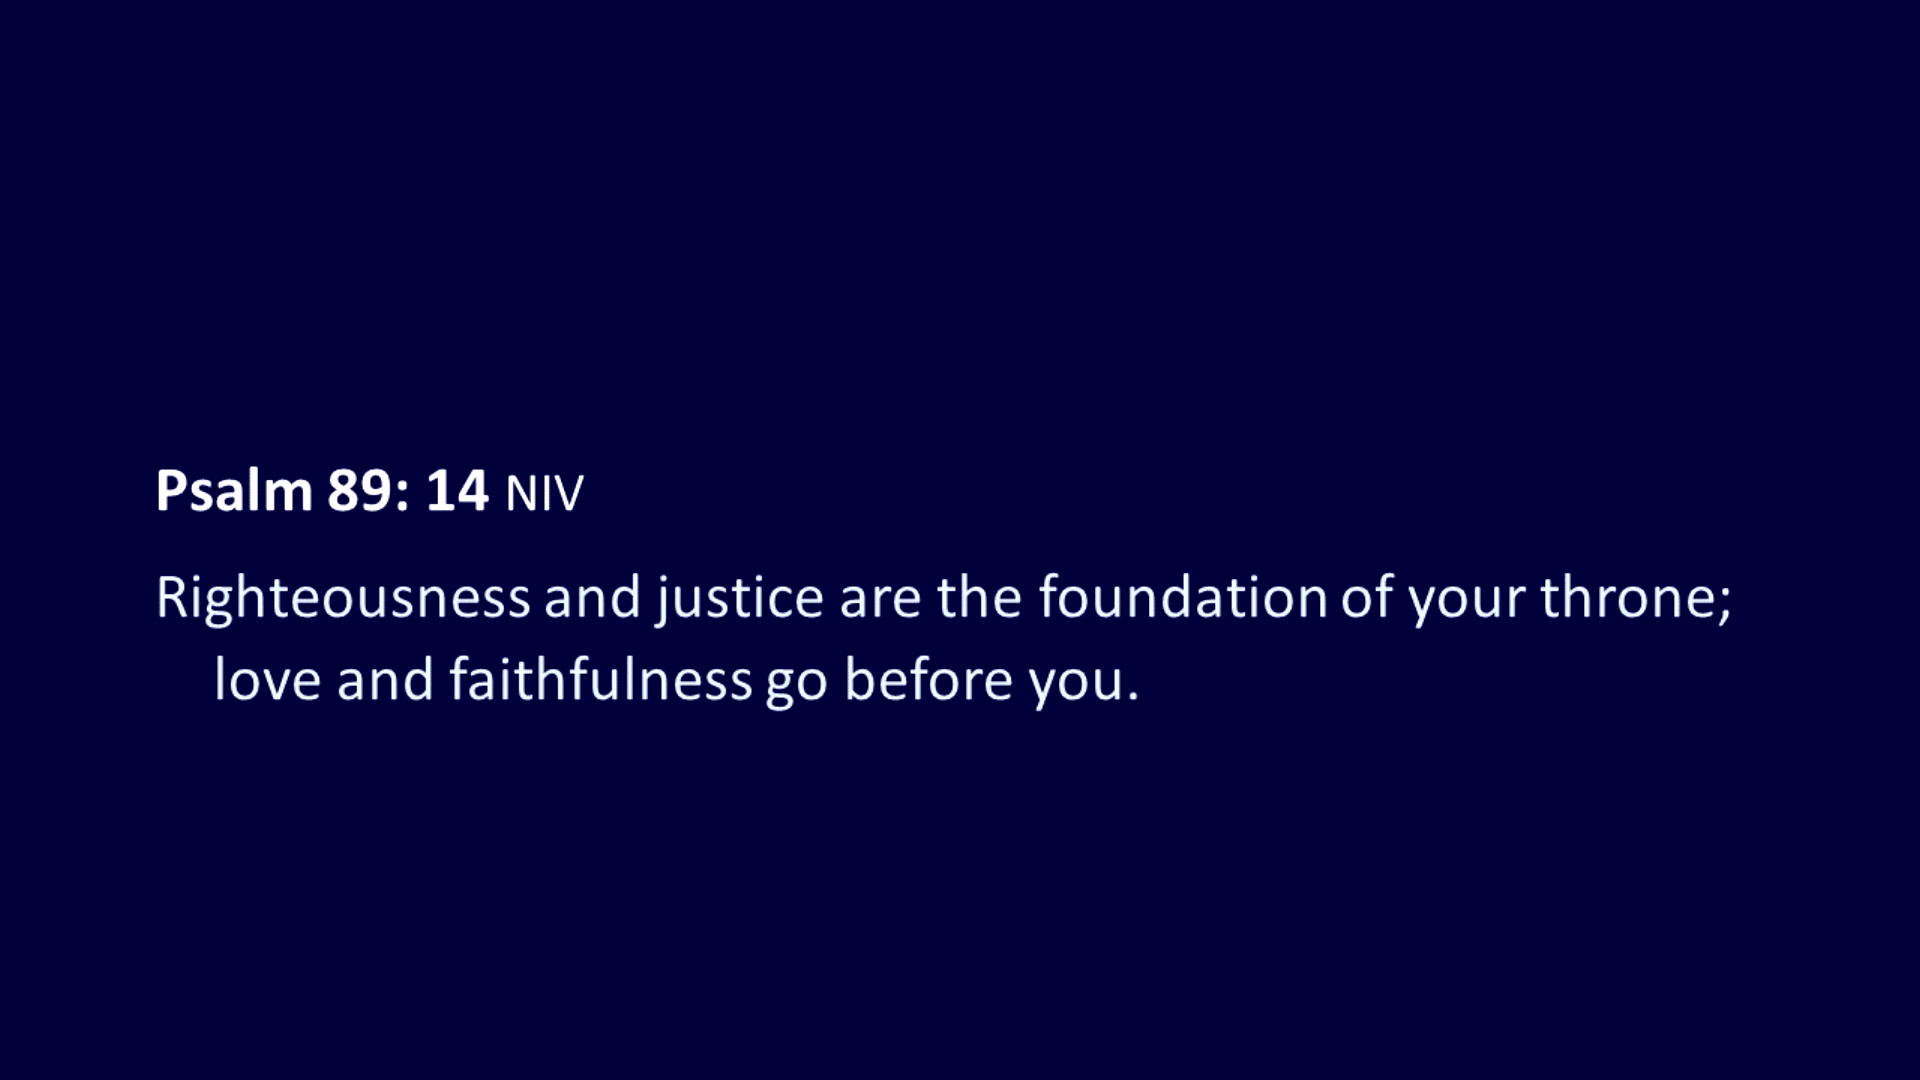 Psalm 89: 14 NIV
Righteousness and justice are the foundation of your throne;
love and faithfulness go before you.